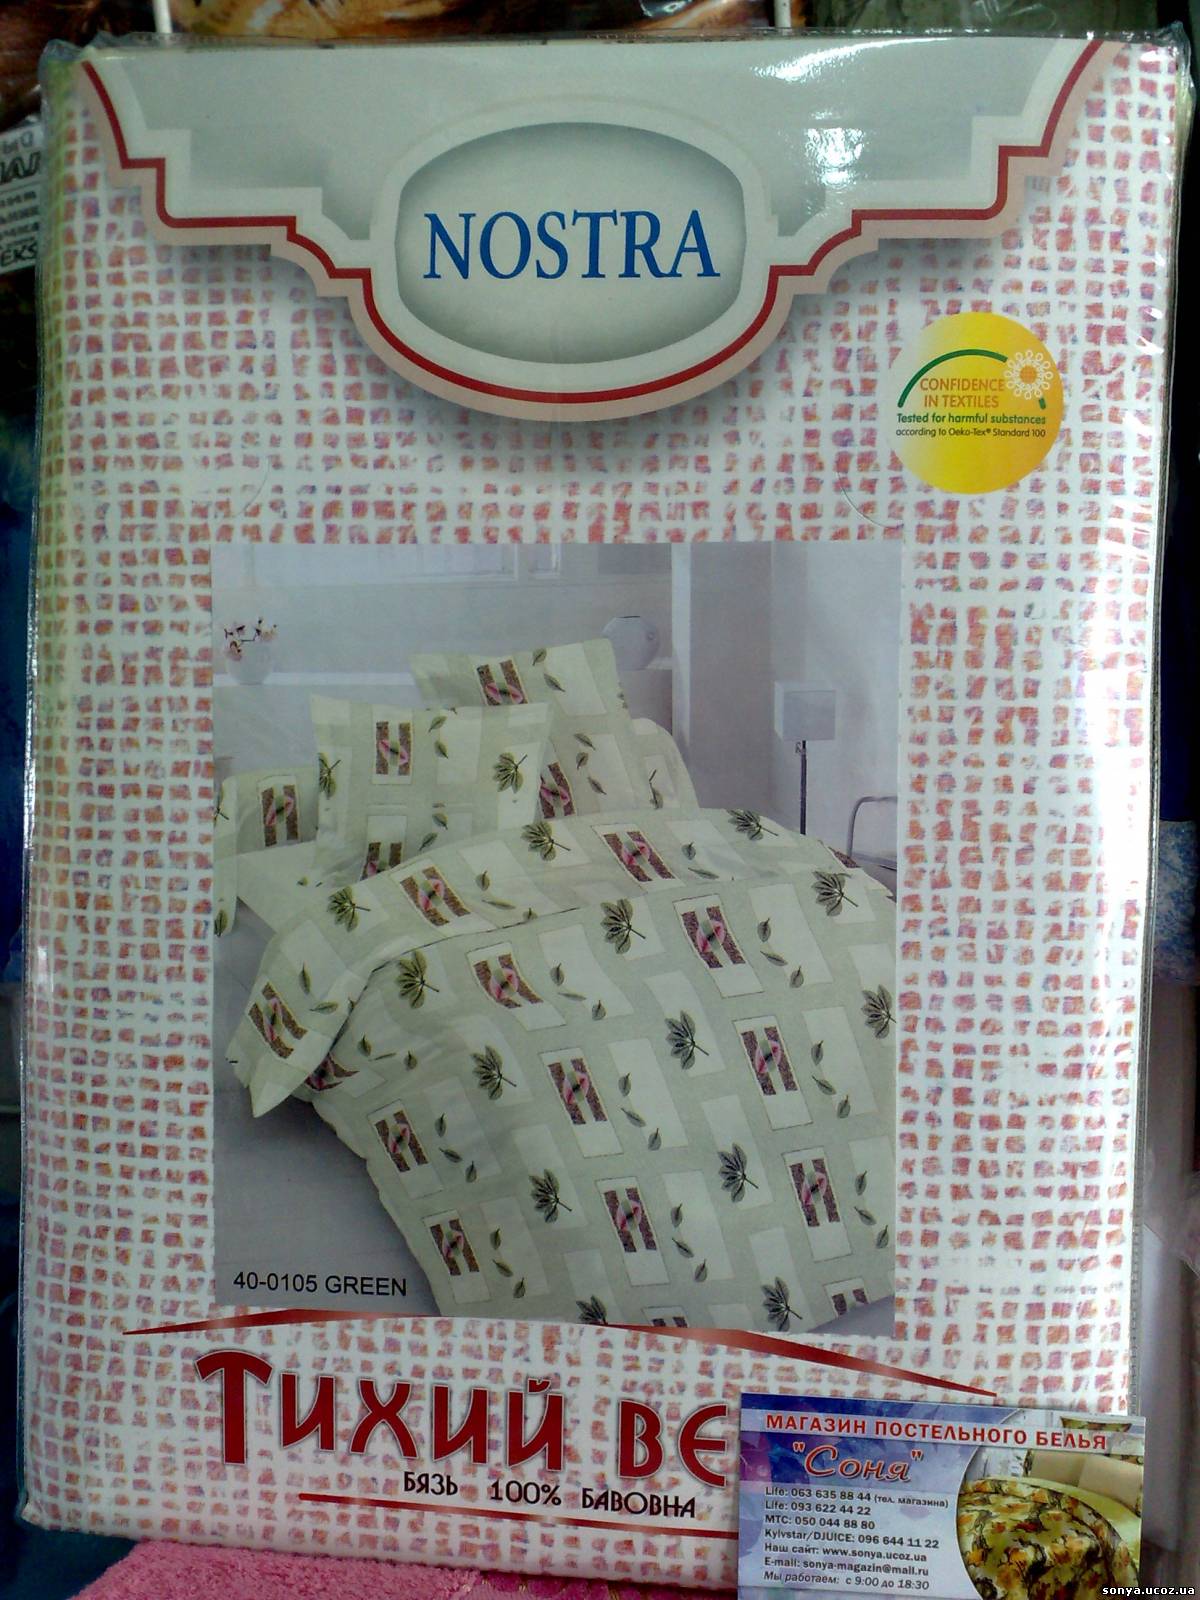 NOSTRA
CONFIDENCE
IN TEXTILES
Tested for harmful substances
according to Oeko-Tex® Standard 100
40-0105 GREEN
ТИХИЙ ВЕ
БЯЗЬ 100% БАВОВНА
МАГАЗИН ПОСТЕЛЬНОГО БЕЛЬЯ
"Соня"
Life: 063 635 88 44 (тел. магазина)
Life: 093 622 44 22
МТС: 050 044 88 80
Kyivstar/DJUICE: 096 644 11 22
Наш сайт: www.sonya.ucoz.ua
E-mail: sonya-magazin@mail.ru
Мы работаем: с 9:00 до 18:30
sonya.ucoz.ua